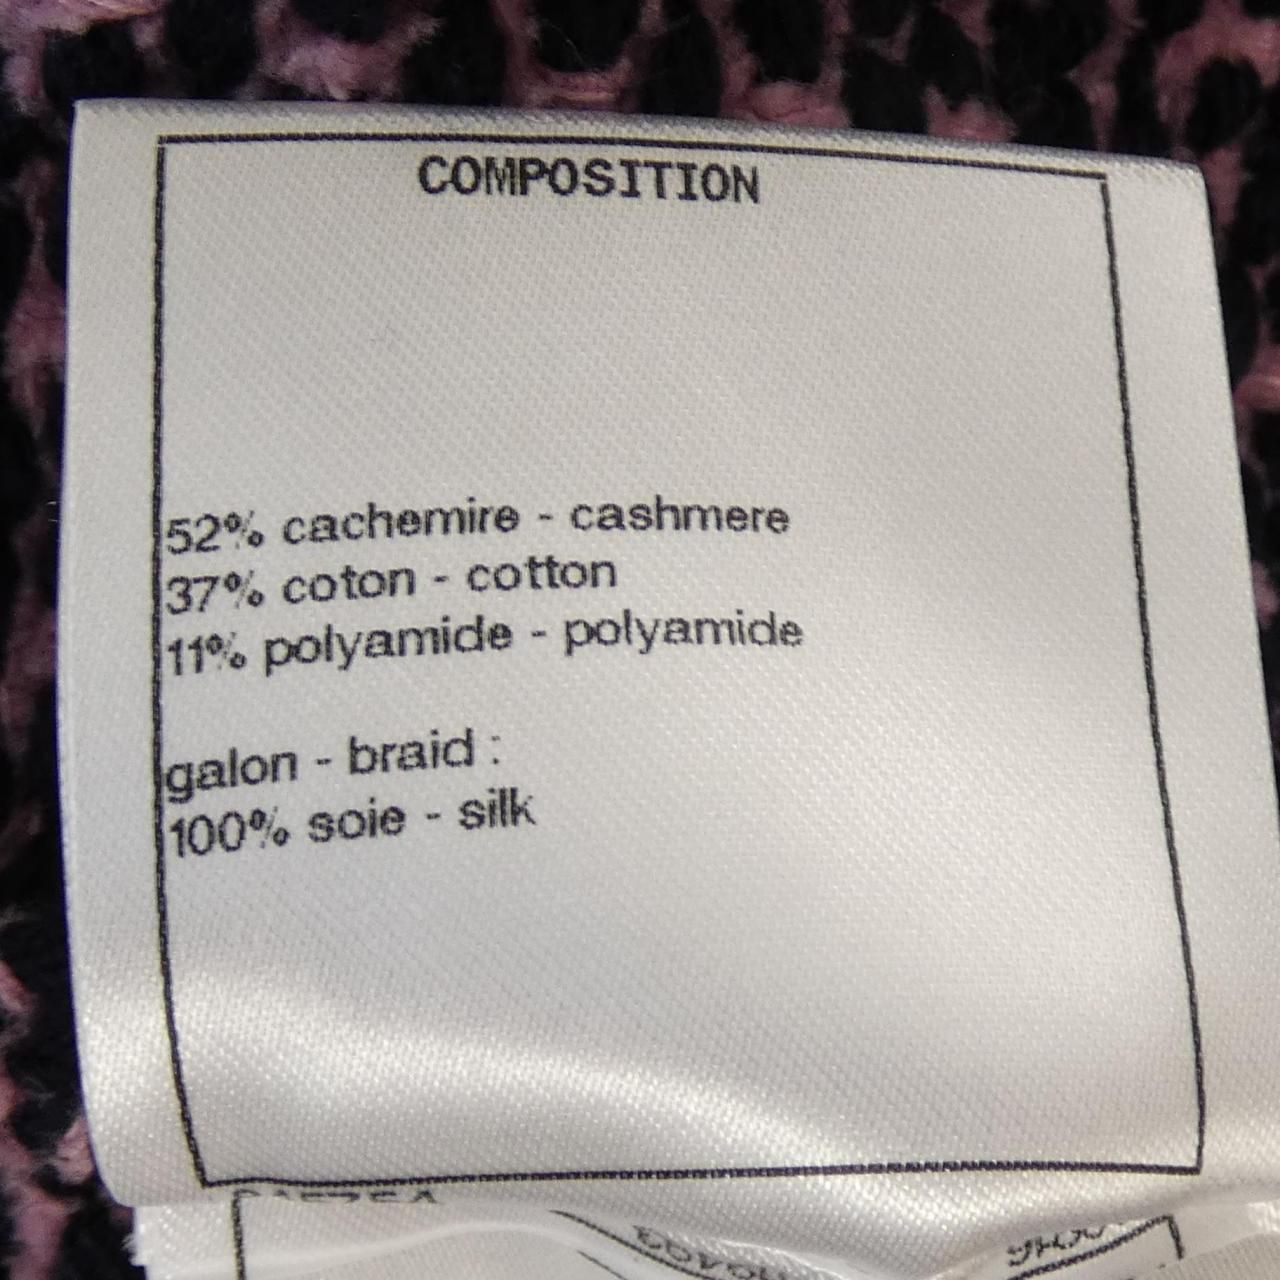 COMPOSITION
52% cachemire - cashmere
37% coton - cotton
11% polyamide - polyamide
galon - braid :
100% soie - silk